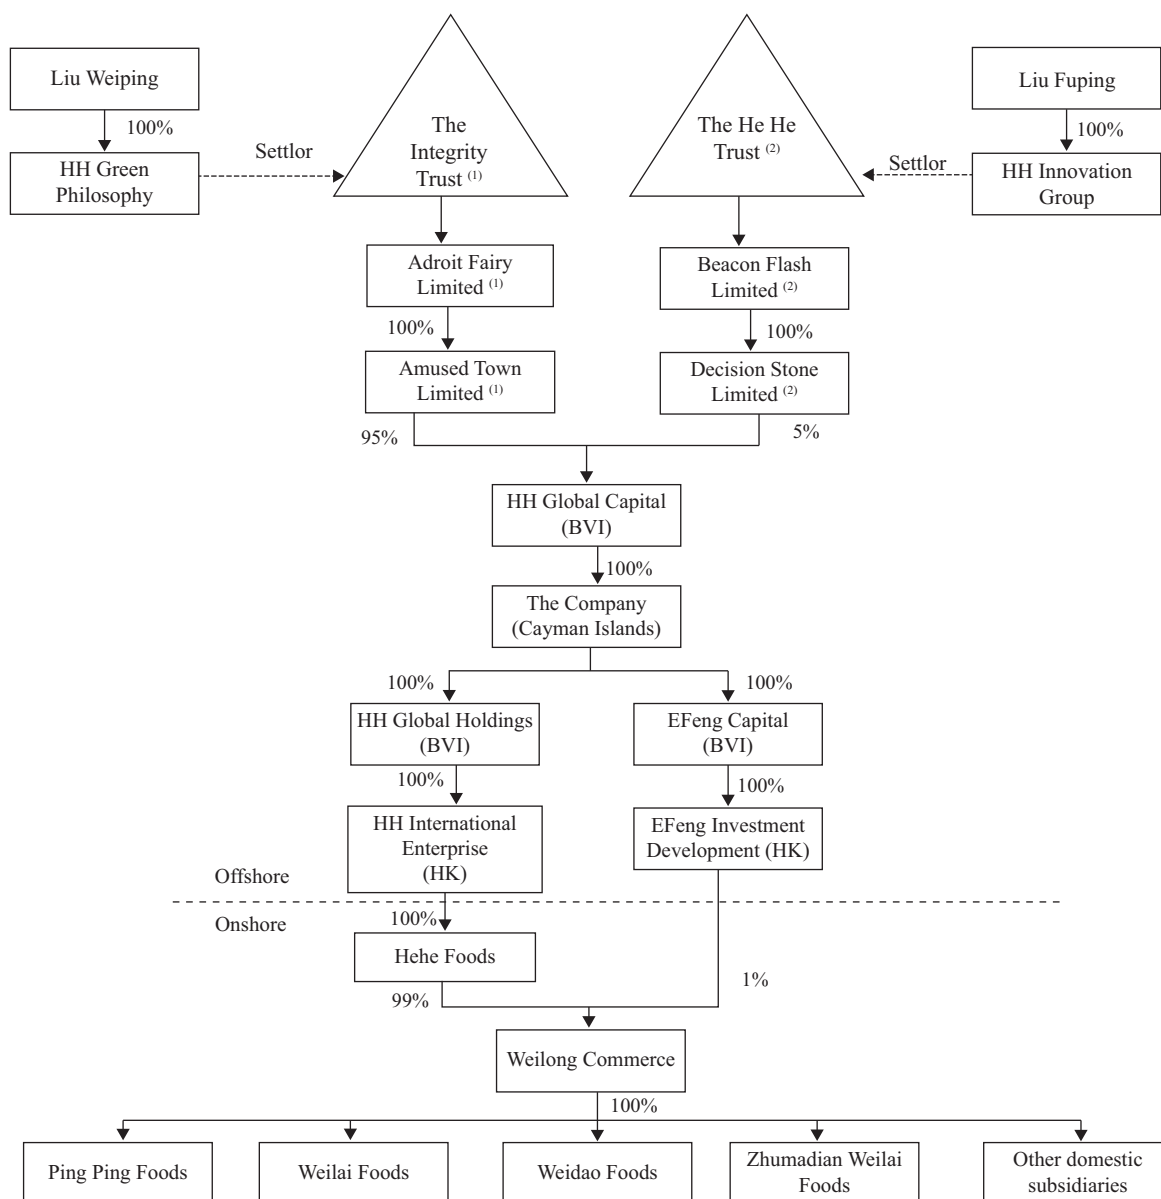 Liu Weiping
100%
HH Green
Philosophy
Settlor
The
Integrity
Trust (1)
The He He
Trust (2)
Liu Fuping
100%
HH Innovation
Group
Settlor
Adroit Fairy
Limited (1)
100%
Amused Town
Limited (1)
95%
Beacon Flash
Limited (2)
100%
Decision Stone
Limited (2)
5%
HH Global Capital
(BVI)
100%
The Company
(Cayman Islands)
100%
100%
HH Global Holdings
(BVI)
100%
HH International
Enterprise
(HK)
EFeng Capital
(BVI)
100%
EFeng Investment
Development (HK)
Offshore
Onshore
100%
Hehe Foods
99%
1%
Weilong Commerce
100%
Ping Ping Foods
Weilai Foods
Weidao Foods
Zhumadian Weilai
Foods
Other domestic
subsidiaries